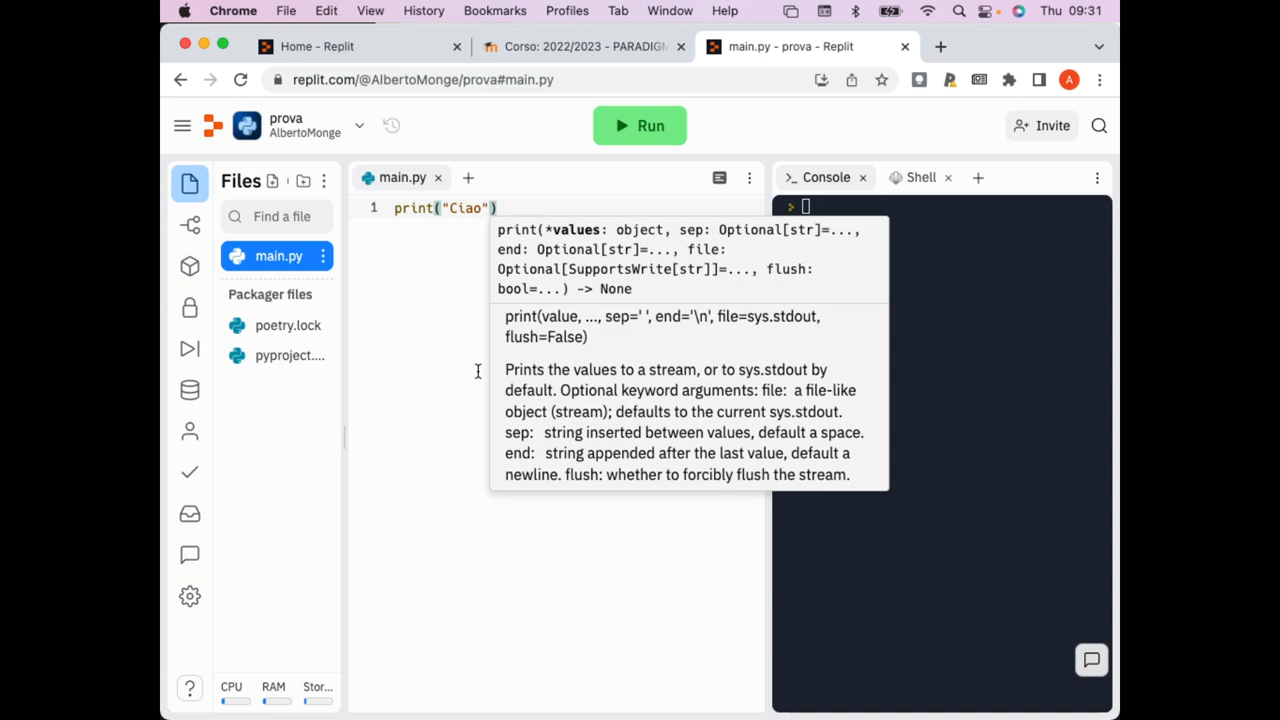 Chrome File Edit View History Bookmarks Profiles Tab Window Help Thu 09:31
Home - Replit
Corso: 2022/2023 - PARADIGM
main.py - prova - Replit
replit.com/@AlbertoMonge/prova#main.py
A
prova
AlbertoMonge
Run
Invite
Files
Find a file
main.py
Packager files
poetry.lock
pyproject....
CPU RAM Stor...
main.py
1 print("Ciao")
print(*values: object, sep: Optional[str]=...,
end: Optional[str]=..., file:
Optional[SupportsWrite[str]]=..., flush:
bool=...) -> None
print(value, ..., sep=' ', end='\n', file=sys.stdout,
flush=False)
Prints the values to a stream, or to sys.stdout by
default. Optional keyword arguments: file: a file-like
object (stream); defaults to the current sys.stdout.
sep: string inserted between values, default a space.
end: string appended after the last value, default a
newline. flush: whether to forcibly flush the stream.
Console
Shell
>